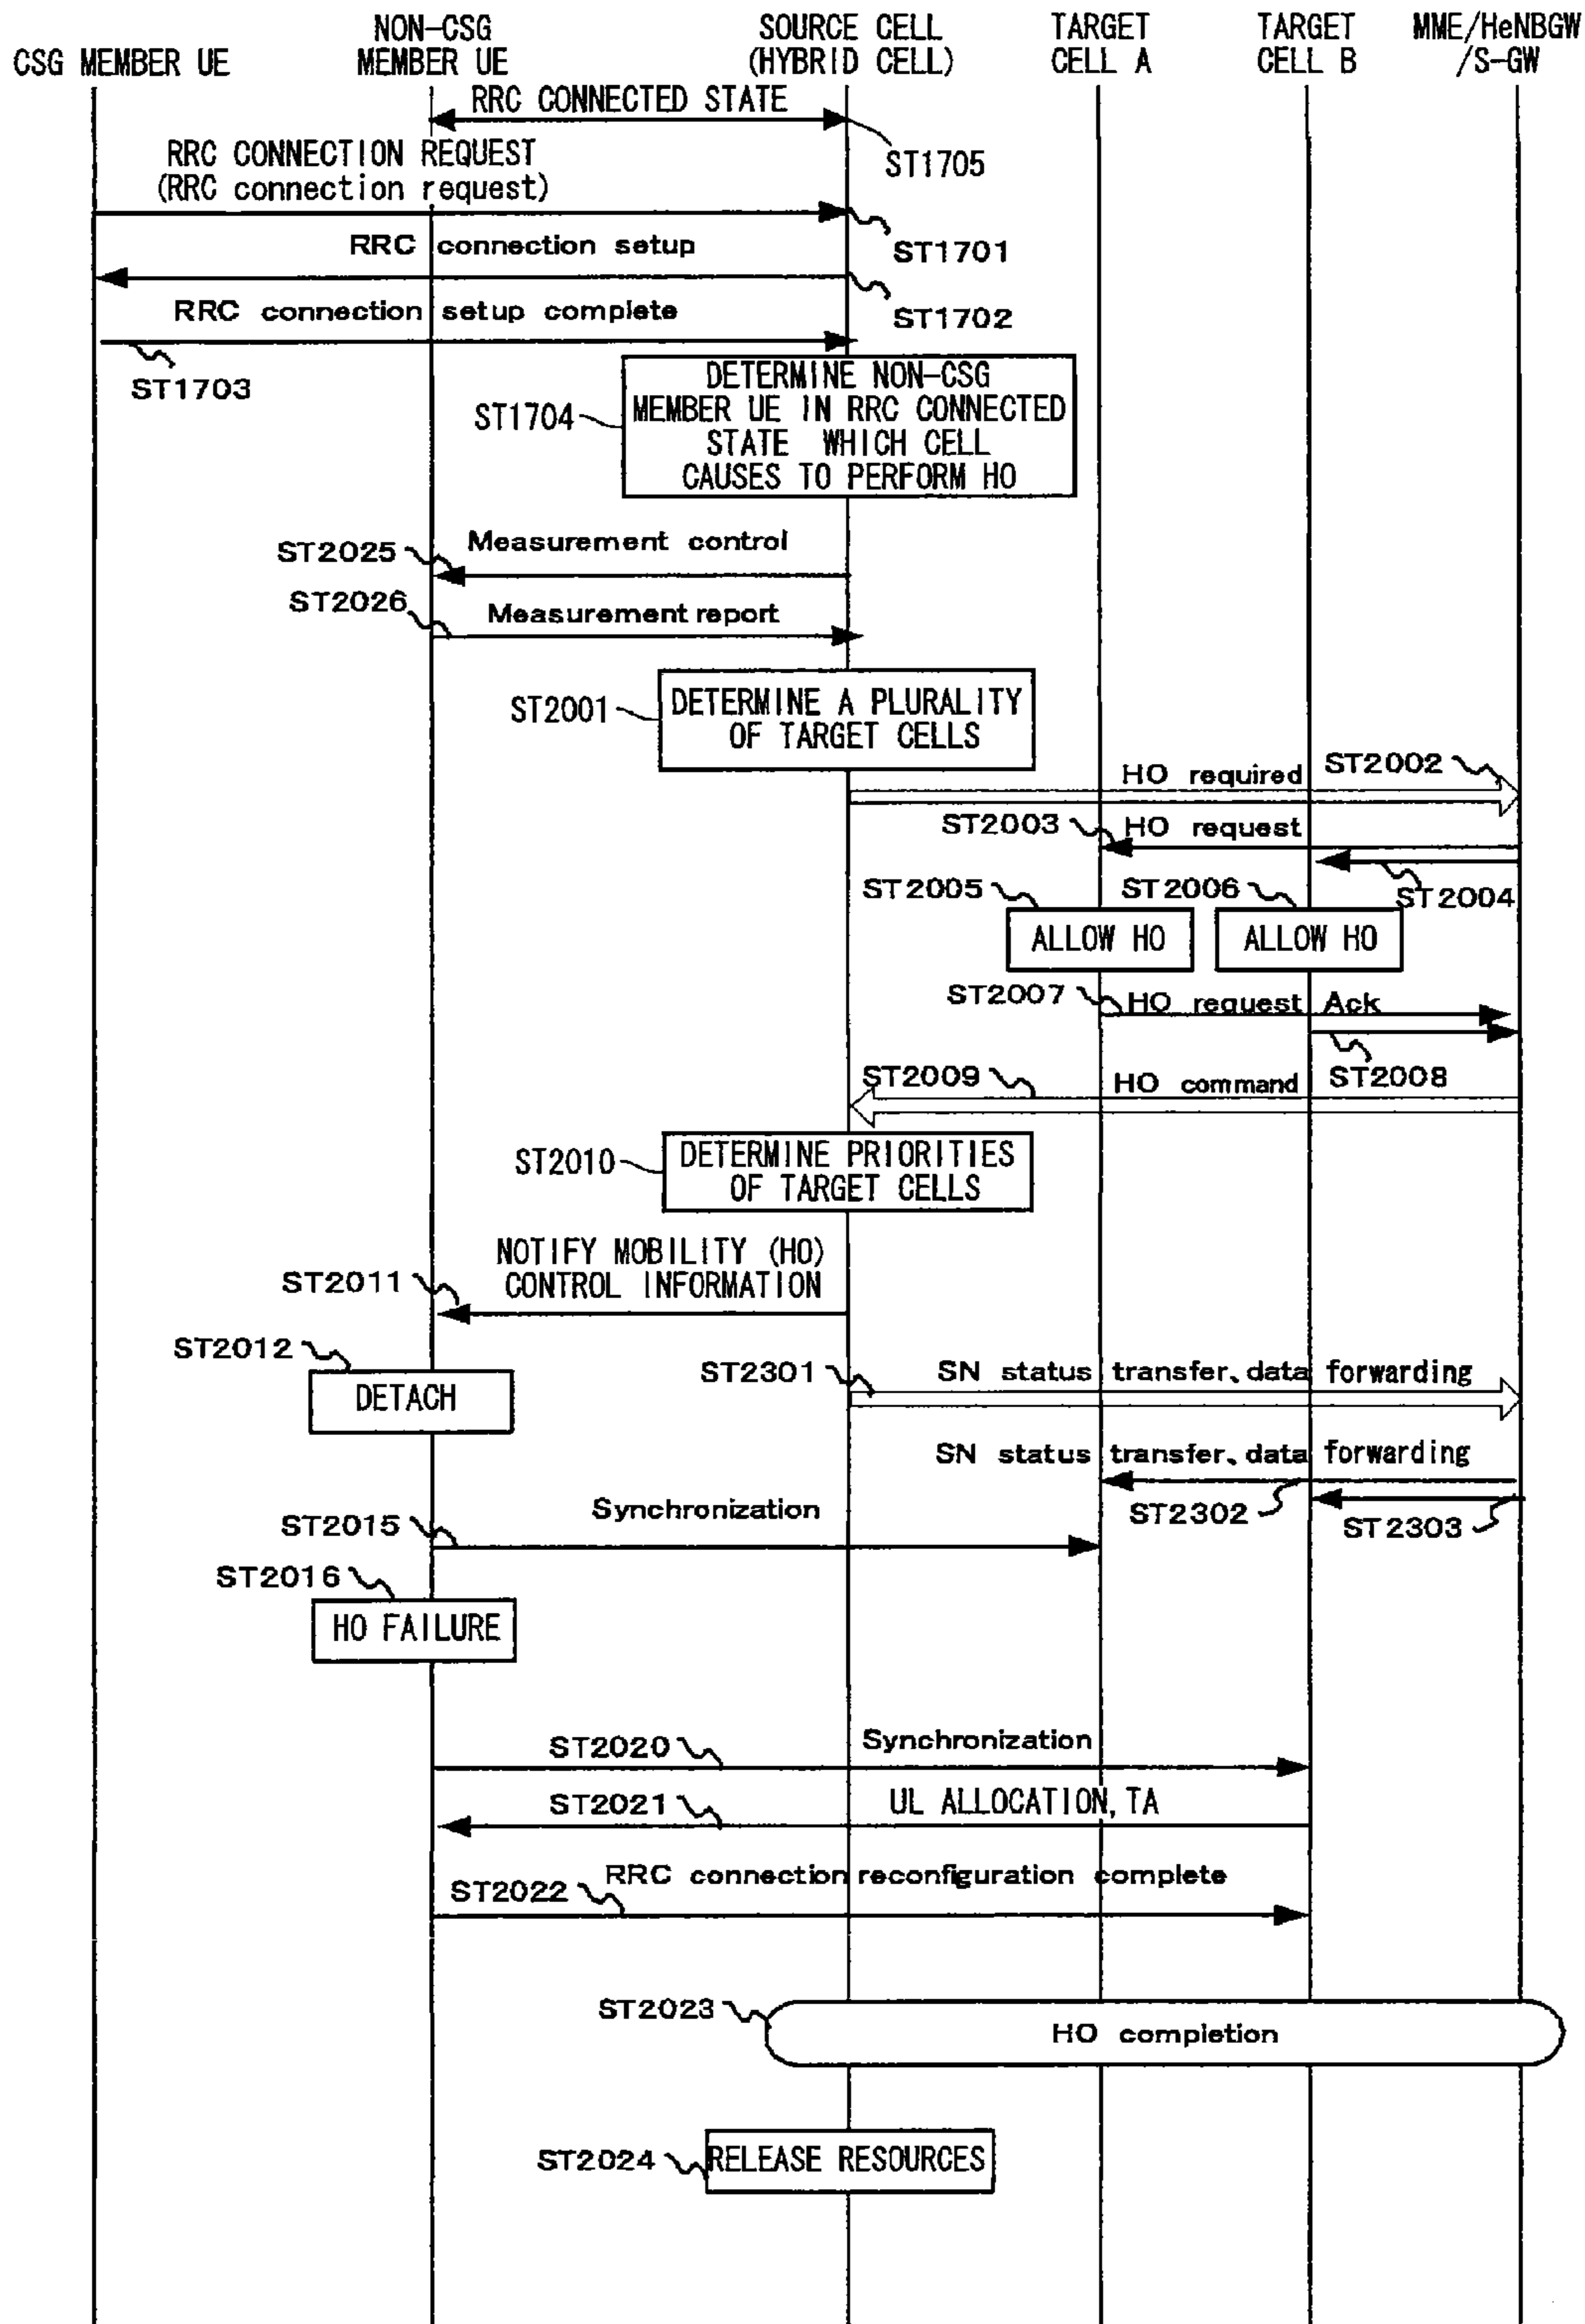 CSG MEMBER UE
NON-CSG
MEMBER UE
SOURCE CELL
(HYBRID CELL)
TARGET
CELL A
TARGET
CELL B
MME/HeNBGW
/S-GW
RRC CONNECTED STATE
ST1705
RRC CONNECTION REQUEST
(RRC connection request)
ST1701
RRC connection setup
ST1702
RRC connection setup complete
ST1703
ST1704
DETERMINE NON-CSG
MEMBER UE IN RRC CONNECTED
STATE WHICH CELL
CAUSES TO PERFORM HO
ST2025
Measurement control
ST2026
Measurement report
ST2001
DETERMINE A PLURALITY
OF TARGET CELLS
HO required
ST2002
ST2003
HO request
ST2004
ST2005
ST2006
ALLOW HO
ALLOW HO
ST2007
HO request Ack
ST2008
ST2009
HO command
ST2010
DETERMINE PRIORITIES
OF TARGET CELLS
NOTIFY MOBILITY (HO)
CONTROL INFORMATION
ST2011
ST2012
DETACH
ST2301
SN status transfer, data forwarding
SN status transfer, data forwarding
ST2302
ST2303
Synchronization
ST2015
ST2016
HO FAILURE
ST2020
Synchronization
ST2021
UL ALLOCATION, TA
RRC connection reconfiguration complete
ST2022
ST2023
HO completion
ST2024
RELEASE RESOURCES